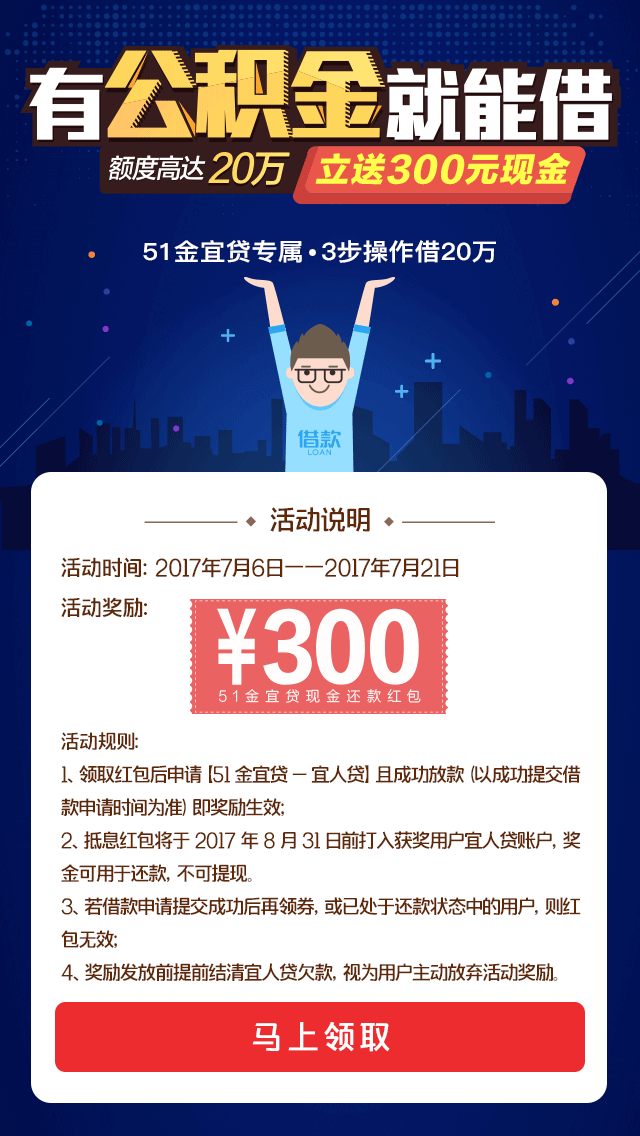 有公积金就能借
额度高达20万 立送300元现金
51金宜贷专属·3步操作借20万
借款
LOAN
活动说明
活动时间: 2017年7月6日——2017年7月21日
活动奖励:
¥300
51金宜贷现金还款红包
活动规则:
1、领取红包后申请【51 金宜贷 – 宜人贷】且成功放款 (以成功提交借
款申请时间为准) 即奖励生效;
2、抵息红包将于 2017 年 8 月 31 日前打入获奖用户宜人贷账户, 奖
金可用于还款, 不可提现。
3、若借款申请提交成功后再领券, 或已处于还款状态中的用户, 则红
包无效;
4、奖励发放前提前结清宜人贷欠款, 视为用户主动放弃活动奖励。
马上领取